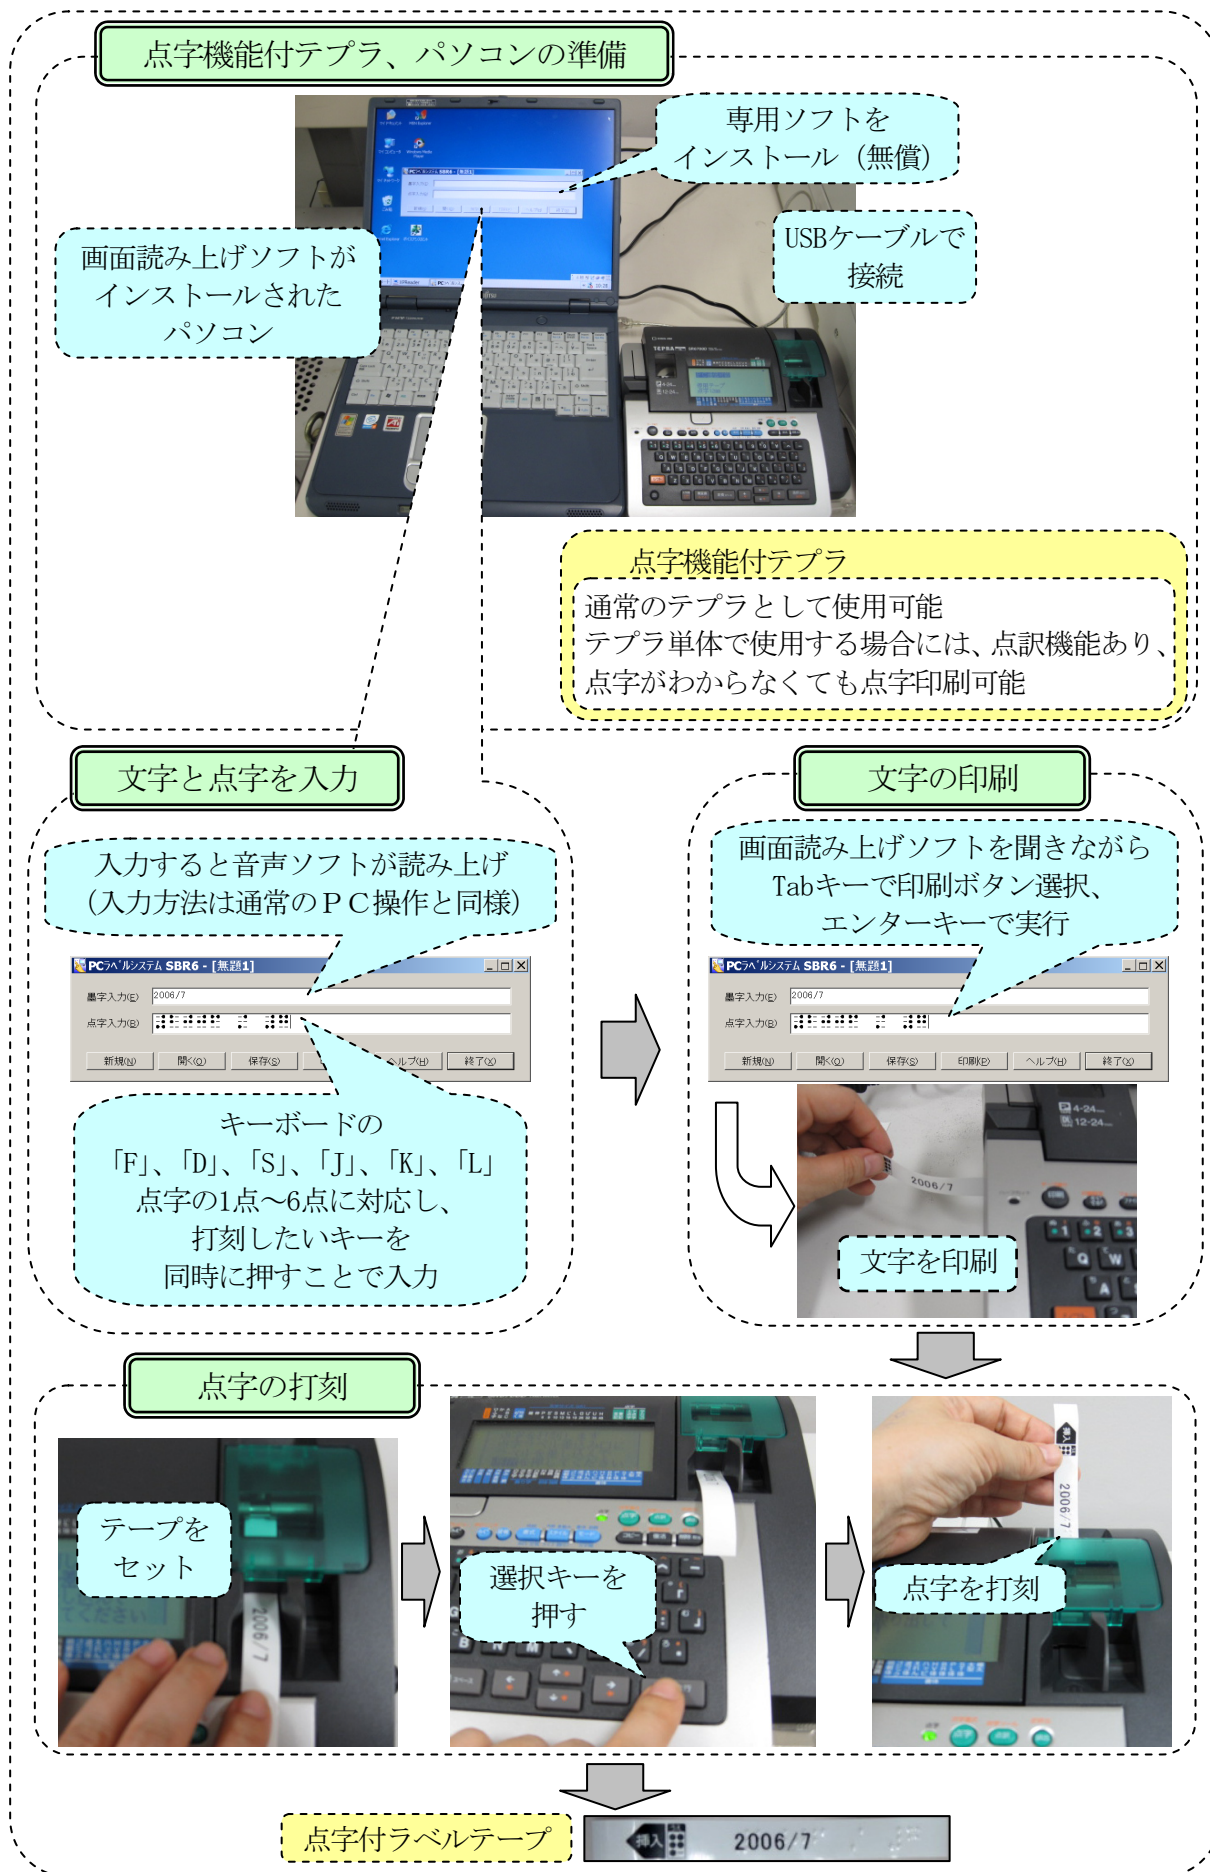 点字機能付テプラ、パソコンの準備
専用ソフトを
インストール（無償）
USBケーブルで
接続
画面読み上げソフトが
インストールされた
パソコン
点字機能付テプラ
通常のテプラとして使用可能
テプラ単体で使用する場合には、点訳機能あり、
点字がわからなくても点字印刷可能
文字と点字を入力
入力すると音声ソフトが読み上げ
（入力方法は通常のＰＣ操作と同様）
PCﾗﾍﾞﾙｼｽﾃﾑ SBR6 - [無題1]
墨字入力(E) 2006/7
点字入力(B)
新規(N) 開く(O) 保存(S) ヘルプ(H) 終了(X)
キーボードの
「F」、「D」、「S」、「J」、「K」、「L」
点字の1点～6点に対応し、
打刻したいキーを
同時に押すことで入力
文字の印刷
画面読み上げソフトを聞きながら
Tabキーで印刷ボタン選択、
エンターキーで実行
PCﾗﾍﾞﾙｼｽﾃﾑ SBR6 - [無題1]
墨字入力(E) 2006/7
点字入力(B)
新規(N) 開く(O) 保存(S) 印刷(P) ヘルプ(H) 終了(X)
4-24
12-24
2006/7
文字を印刷
点字の打刻
テープを
セット
2006/7
選択キーを
押す
挿入
2006/7
点字を打刻
点字付ラベルテープ
挿入 2006/7